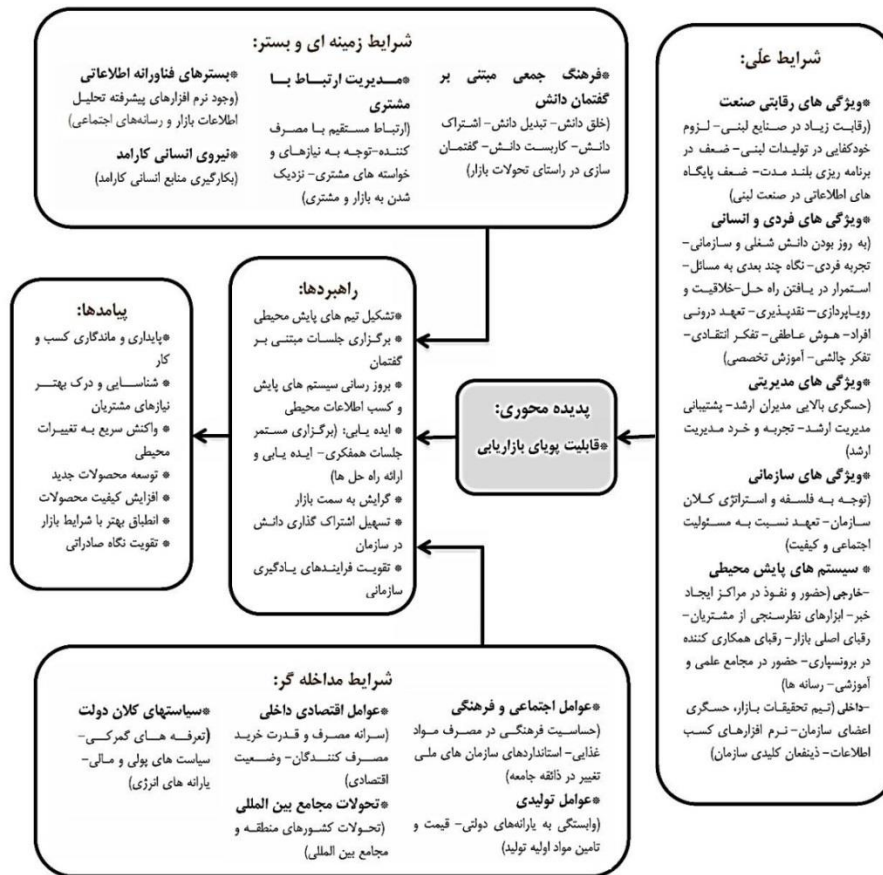 شرایط علّی:
*ویژگی های رقابتی صنعت
(رقابت زیاد در صنایع لبنی- لـزوم
خودکفایی در تولیدات لبنی- ضعف در
برنامه ریزی بلند مدت- ضعف پایگاه
های اطلاعاتی در صنعت لبنی)
*ویژگی های فردی و انسانی
(به روز بودن دانش شغلی و سازمانی-
تجربه فردی- نگاه چند بعدی به مسائل-
استمرار در یافتن راه حل-خلاقیت و
رویاپردازی- نقدپذیری- تعهد درونی
افراد- هوش عاطفی- تفکر انتقادی-
تفکر چالشی- آموزش تخصصی)
*ویژگی های مدیریتی
(حسگری بالایی مدیران ارشد- پشتیبانی
مدیریت ارشد- تجربه و خرد مدیریت
ارشد)
*ویژگی های سازمانی
(توجه به فلسفه و استراتژی کلان
سازمان- تعهد نسبت به مسئولیت
اجتماعی و کیفیت)
* سیستم های پایش محیطی
-خارجی (حضور و نفوذ در مراکز ایجاد
خبر- ابزارهای نظرسنجی از مشتریان-
رقبای اصلی بازار- رقبای همکاری کننده
در برونسپاری- حضور در مجامع علمی و
آموزشی- رسانه ها)
-داخلی (تیم تحقیقات بازار، حسگری
اعضای سازمان- نرم افزارهای کسب
اطلاعات- ذینفعان کلیدی سازمان)
شرایط زمینه ای و بستر:
*فرهنگ جمعی مبتنی بر
گفتمان دانش
(خلق دانش- تبدیل دانش- اشتراک
دانش- کاربست دانش- گفتمان
سازی در راستای تحولات بازار)
*مـدیریت ارتبـاط بـا
مشتری
(ارتباط مستقیم با مصرف
کننده-توجه به نیازهای و
خواسته های مشتری- نزدیک
شدن به بازار و مشتری)
*بسترهای فناورانه اطلاعاتی
(وجود نرم افزارهای پیشرفته تحلیل
اطلاعات بازار و رسانه‌های اجتماعی)
*نیروی انسانی کارامد
(بکارگیری منابع انسانی کارامد)
پدیده محوری:
*قابلیت پویای بازاریابی
راهبردها:
*تشکیل تیم های پایش محیطی
* برگزاری جلسات مبتنی بر
گفتمان
* بروز رسانی سیستم های پایش
و کسب اطلاعات محیطی
* ایده یابی: (برگزاری مستمر
جلسات همفکری- ایده یابی و
ارائه راه حل ها)
* گرایش به سمت بازار
* تسهیل اشتراک گذاری دانش
در سازمان
* تقویت فرایندهای یادگیری
سازمانی
پیامدها:
*پایداری و ماندگاری کسب و
کار
* شناسایی و درک بهتر
نیازهای مشتریان
* واکنش سریع به تغییرات
محیطی
* توسعه محصولات جدید
* افزایش کیفیت محصولات
* انطباق بهتر با شرایط بازار
* تقویت نگاه صادراتی
شرایط مداخله گر:
*عوامل اجتماعی و فرهنگی
(حساسیت فرهنگی در مصرف مواد
غذایی- استانداردهای سازمان های ملی
تغییر در ذائقه جامعه)
*عوامل تولیدی
(وابستگی به یارانه‌های دولتی- قیمت و
تامین مواد اولیه تولید)
*عوامل اقتصادی داخلی
(سرانه مصرف و قدرت خرید
مصرف کنندگان- وضعیت
اقتصادی)
*تحولات مجامع بین المللی
(تحولات کشورهای منطقه و
مجامع بین المللی)
*سیاستهای کلان دولت
(تعرفه های گمرکی-
سیاست های پولی و مالی-
یارانه های انرژی)